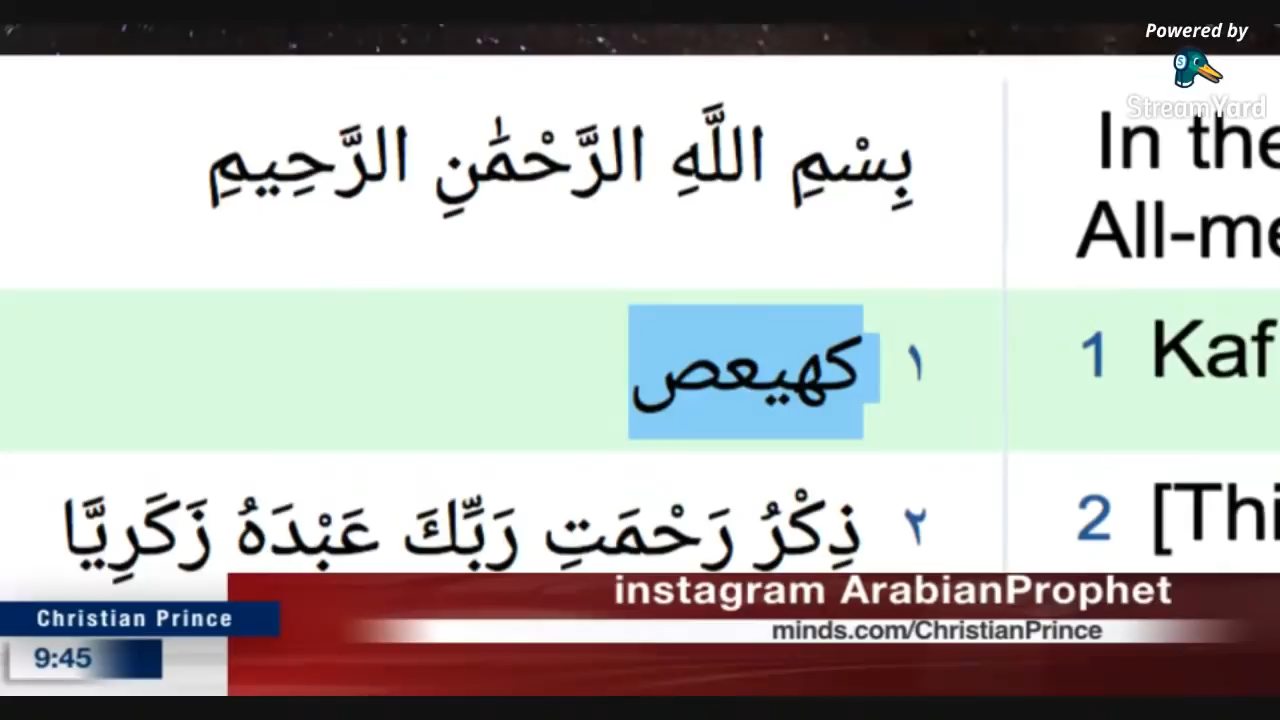 Powered by
StreamYard
بِسْمِ اللَّهِ الرَّحْمَٰنِ الرَّحِيمِ
In the
All-me
١ كهيعص
1 Kaf
٢ ذِكْرُ رَحْمَتِ رَبِّكَ عَبْدَهُ زَكَرِيَّا
2 [Thi
instagram ArabianProphet
Christian Prince
minds.com/ChristianPrince
9:45